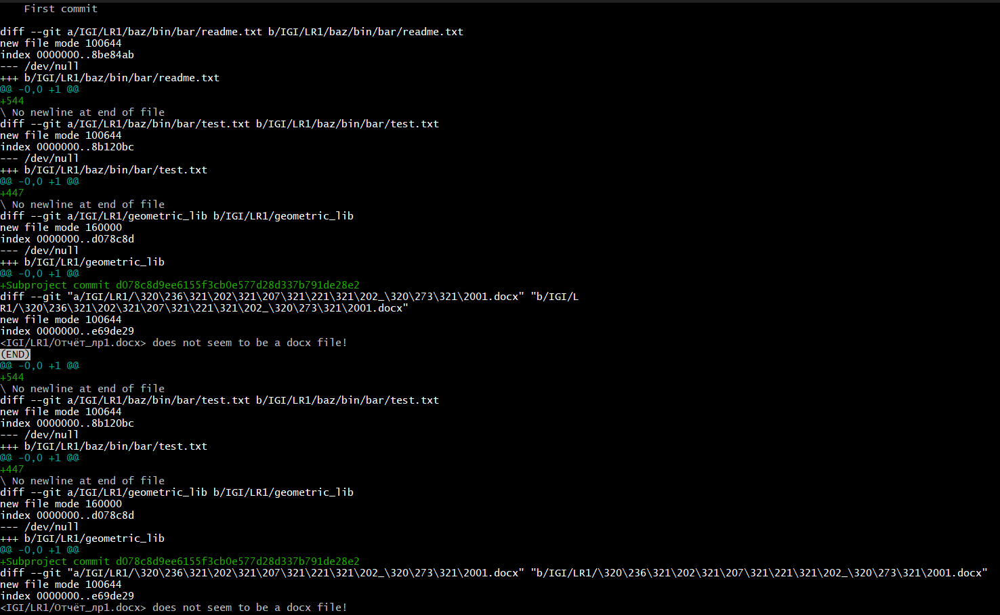 First commit
diff --git a/IGI/LR1/baz/bin/bar/readme.txt b/IGI/LR1/baz/bin/bar/readme.txt
new file mode 100644
index 0000000..8be84ab
--- /dev/null
+++ b/IGI/LR1/baz/bin/bar/readme.txt
@@ -0,0 +1 @@
+544
\ No newline at end of file
diff --git a/IGI/LR1/baz/bin/bar/test.txt b/IGI/LR1/baz/bin/bar/test.txt
new file mode 100644
index 0000000..8b120bc
--- /dev/null
+++ b/IGI/LR1/baz/bin/bar/test.txt
@@ -0,0 +1 @@
+447
\ No newline at end of file
diff --git a/IGI/LR1/geometric_lib b/IGI/LR1/geometric_lib
new file mode 160000
index 0000000..d078c8d
--- /dev/null
+++ b/IGI/LR1/geometric_lib
@@ -0,0 +1 @@
+Subproject commit d078c8d9ee6155f3cb0e577d28d337b791de28e2
diff --git "a/IGI/LR1/\320\236\321\202\321\207\321\221\321\202_\320\273\321\2001.docx" "b/IGI/L
R1/\320\236\321\202\321\207\321\221\321\202_\320\273\321\2001.docx"
new file mode 100644
index 0000000..e69de29
<IGI/LR1/Отчёт_лр1.docx> does not seem to be a docx file!
(END)
@@ -0,0 +1 @@
+544
\ No newline at end of file
diff --git a/IGI/LR1/baz/bin/bar/test.txt b/IGI/LR1/baz/bin/bar/test.txt
new file mode 100644
index 0000000..8b120bc
--- /dev/null
+++ b/IGI/LR1/baz/bin/bar/test.txt
@@ -0,0 +1 @@
+447
\ No newline at end of file
diff --git a/IGI/LR1/geometric_lib b/IGI/LR1/geometric_lib
new file mode 160000
index 0000000..d078c8d
--- /dev/null
+++ b/IGI/LR1/geometric_lib
@@ -0,0 +1 @@
+Subproject commit d078c8d9ee6155f3cb0e577d28d337b791de28e2
diff --git "a/IGI/LR1/\320\236\321\202\321\207\321\221\321\202_\320\273\321\2001.docx" "b/IGI/LR1/\320\236\321\202\321\207\321\221\321\202_\320\273\321\2001.docx"
new file mode 100644
index 0000000..e69de29
<IGI/LR1/Отчёт_лр1.docx> does not seem to be a docx file!